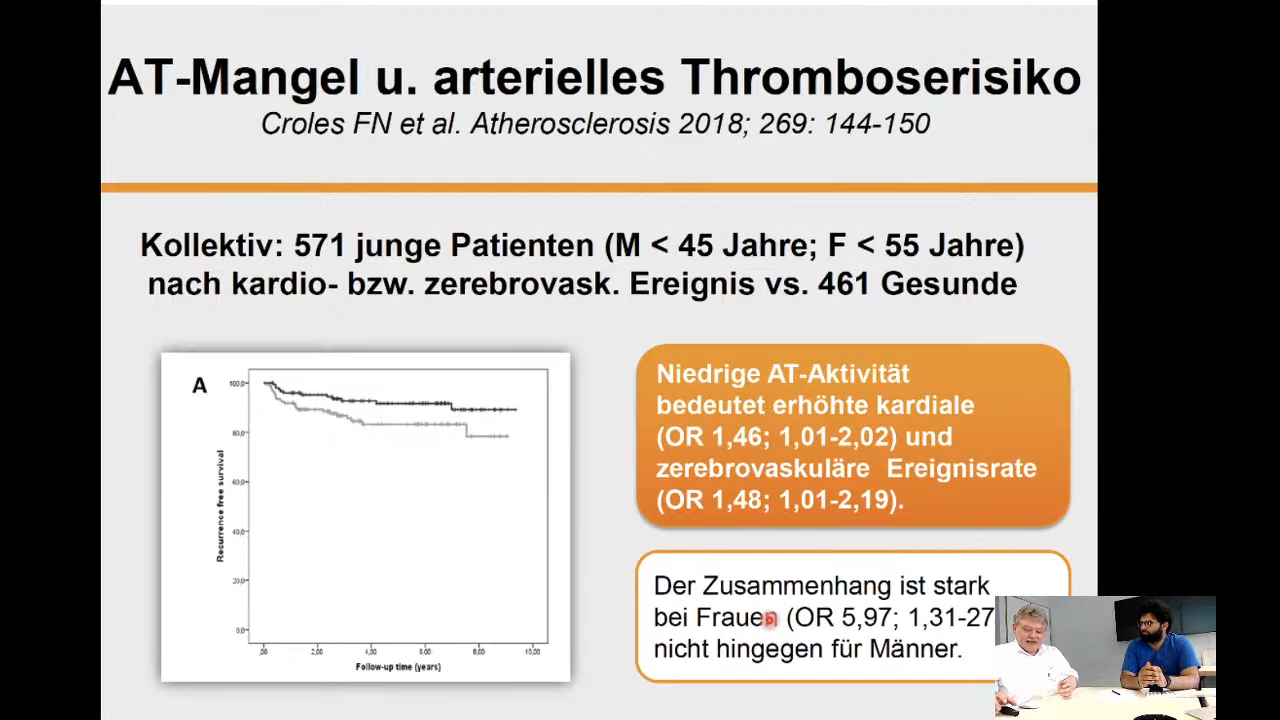 AT-Mangel u. arterielles Thromboserisiko
Croles FN et al. Atherosclerosis 2018; 269: 144-150
Kollektiv: 571 junge Patienten (M < 45 Jahre; F < 55 Jahre)
nach kardio- bzw. zerebrovask. Ereignis vs. 461 Gesunde
A
100,0
80,0
60,0
40,0
20,0
0,0
Recurrence free survival
,00
2,00
4,00
6,00
8,00
10,00
Follow-up time (years)
Niedrige AT-Aktivität
bedeutet erhöhte kardiale
(OR 1,46; 1,01-2,02) und
zerebrovaskuläre Ereignisrate
(OR 1,48; 1,01-2,19).
Der Zusammenhang ist stark
bei Frauen (OR 5,97; 1,31-27
nicht hingegen für Männer.